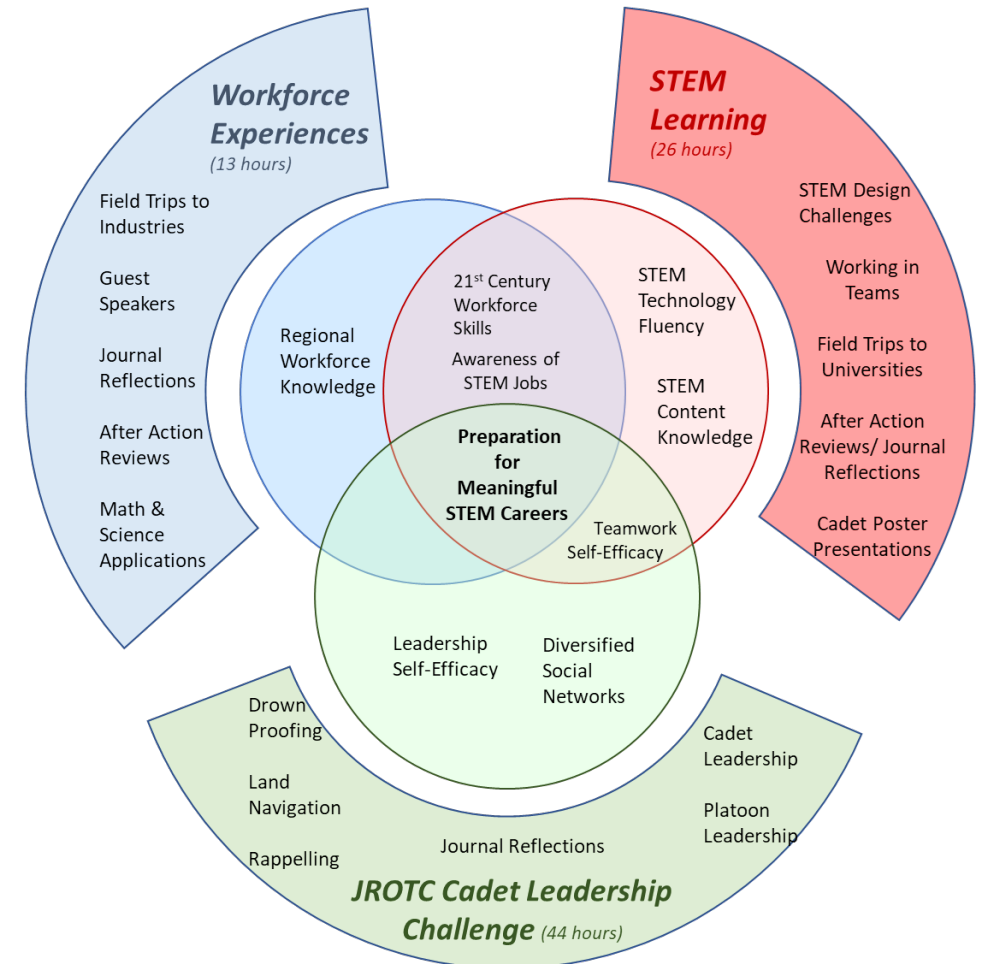 Workforce
Experiences
(13 hours)
Field Trips to
Industries
Guest
Speakers
Journal
Reflections
After Action
Reviews
Math &
Science
Applications
STEM
Learning
(26 hours)
STEM Design
Challenges
Working in
Teams
Field Trips to
Universities
After Action
Reviews/ Journal
Reflections
Cadet Poster
Presentations
Regional
Workforce
Knowledge
21st Century
Workforce
Skills
Awareness of
STEM Jobs
STEM
Technology
Fluency
STEM
Content
Knowledge
Preparation
for
Meaningful
STEM Careers
Teamwork
Self-Efficacy
Leadership
Self-Efficacy
Diversified
Social
Networks
Drown
Proofing
Land
Navigation
Rappelling
Journal Reflections
Cadet
Leadership
Platoon
Leadership
JROTC Cadet Leadership
Challenge (44 hours)